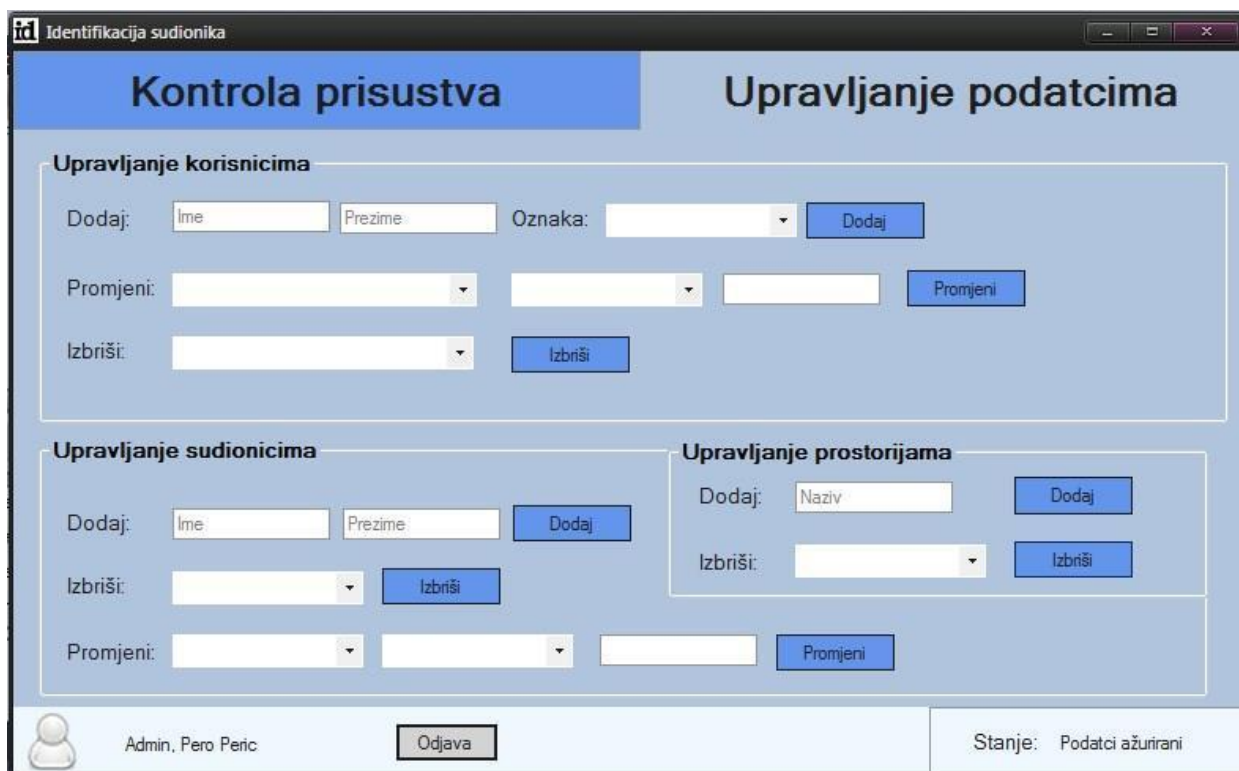 id Identifikacija sudionika
Kontrola prisustva Upravljanje podatcima
Upravljanje korisnicima
Dodaj: Ime Prezime Oznaka: Dodaj
Promjeni: Promjeni
Izbriši: Izbriši
Upravljanje sudionicima
Dodaj: Ime Prezime Dodaj
Izbriši: Izbriši
Promjeni: Promjeni
Upravljanje prostorijama
Dodaj: Naziv Dodaj
Izbriši: Izbriši
Admin, Pero Peric Odjava Stanje: Podatci ažurirani